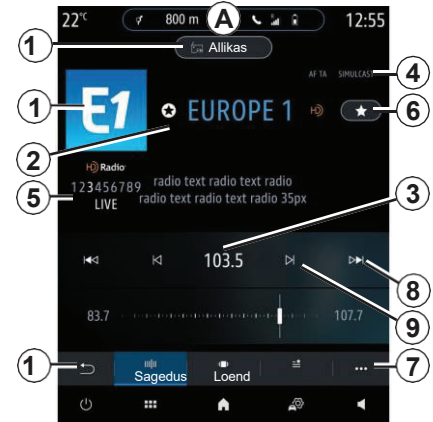 22°C 800 m A 12:55
1 Allikas
AF TA SIMULCAST 4
1 E1 EUROPE 1 HD 6
2
HD Radio
5 123456789 radio text radio text radio 3
LIVE radio text radio text radio 35px
103.5
8
83.7 107.7 9
1 Sagedus Loend ... 7